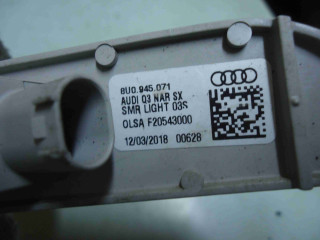 8U0.945.071
AUDI Q3 NAR SX
SMR LIGHT 03S
OLSA F20543000
12/03/2018 00628